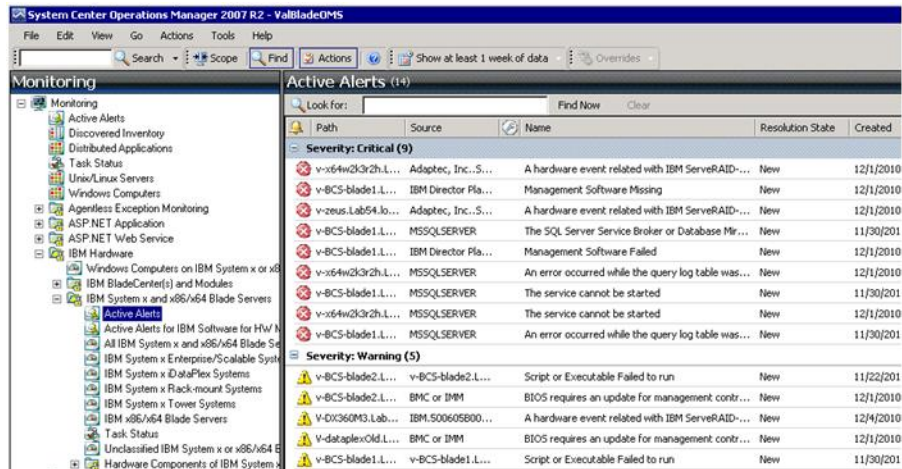 System Center Operations Manager 2007 R2 - ValBladeOMS
File Edit View Go Actions Tools Help
Search Scope Find Actions Show at least 1 week of data Overrides
Monitoring
Monitoring
Active Alerts
Discovered Inventory
Distributed Applications
Task Status
Unix/Linux Servers
Windows Computers
Agentless Exception Monitoring
ASP.NET Application
ASP.NET Web Service
IBM Hardware
Windows Computers on IBM System x or x8
IBM BladeCenter(s) and Modules
IBM System x and x86/x64 Blade Servers
Active Alerts
Active Alerts for IBM Software for HW M
All IBM System x and x86/x64 Blade Se
IBM System x Enterprise/Scalable Syste
IBM System x iDataPlex Systems
IBM System x Rack-mount Systems
IBM System x Tower Systems
IBM x86/x64 Blade Servers
Task Status
Unclassified IBM System x or x86/x64 B
Hardware Components of IBM System x
Active Alerts (14)
Look for: Find Now Clear
Path Source Name Resolution State Created
Severity: Critical (9)
v-x64w2k3r2h.L... Adaptec, Inc..S... A hardware event related with IBM ServeRAID-... New 12/1/2010
v-BCS-blade1.L... IBM Director Pla... Management Software Missing New 12/1/2010
v-zeus.Lab54.lo... Adaptec, Inc..S... A hardware event related with IBM ServeRAID-... New 12/1/2010
v-BCS-blade1.L... MSSQLSERVER The SQL Server Service Broker or Database Mir... New 11/30/201
v-BCS-blade1.L... IBM Director Pla... Management Software Failed New 12/1/2010
v-x64w2k3r2h.L... MSSQLSERVER An error occurred while the query log table was... New 12/1/2010
v-BCS-blade1.L... MSSQLSERVER The service cannot be started New 11/30/201
v-x64w2k3r2h.L... MSSQLSERVER The service cannot be started New 12/1/2010
v-BCS-blade1.L... MSSQLSERVER An error occurred while the query log table was... New 11/30/201
Severity: Warning (5)
v-BCS-blade2.L... v-BCS-blade2.L... Script or Executable Failed to run New 11/22/201
v-BCS-blade2.L... BMC or IMM BIOS requires an update for management contr... New 12/1/2010
V-DX360M3.Lab... IBM.500605B00... A hardware event related with IBM ServeRAID-... New 12/4/2010
V-dataplexOld.L... BMC or IMM BIOS requires an update for management contr... New 12/1/2010
v-BCS-blade1.L... v-BCS-blade1.L... Script or Executable Failed to run New 11/30/201